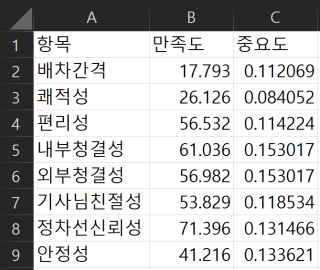 A B C
1 항목 만족도 중요도
2 배차간격 17.793 0.112069
3 쾌적성 26.126 0.084052
4 편리성 56.532 0.114224
5 내부청결성 61.036 0.153017
6 외부청결성 56.982 0.153017
7 기사님친절성 53.829 0.118534
8 정차선신뢰성 71.396 0.131466
9 안정성 41.216 0.133621